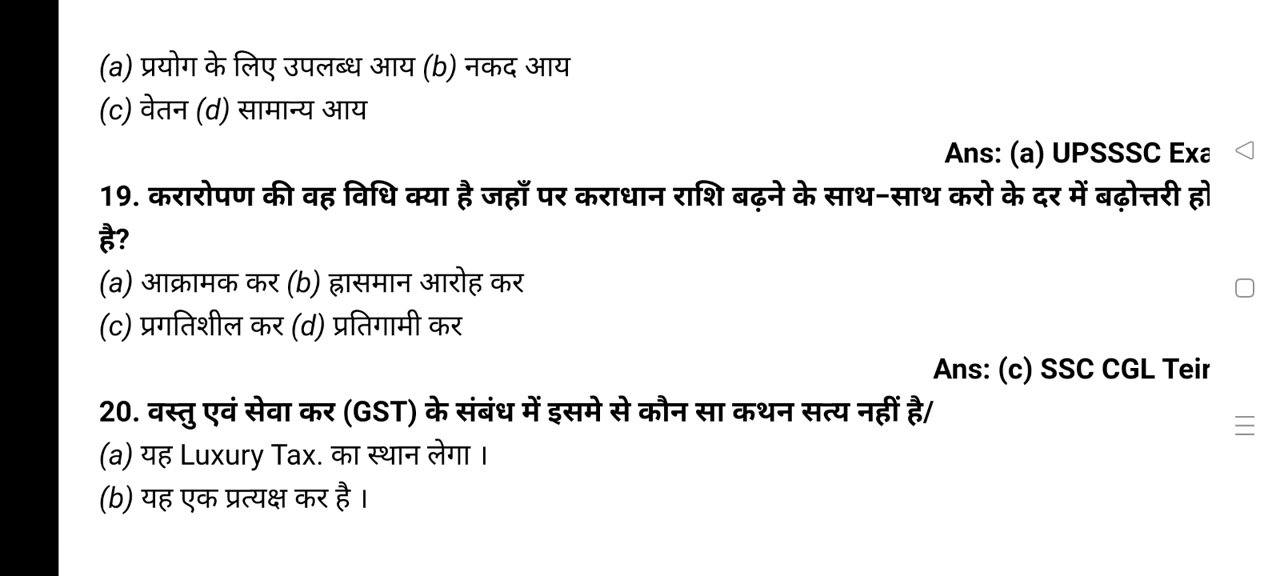 (a) प्रयोग के लिए उपलब्ध आय (b) नकद आय
(c) वेतन (d) सामान्य आय
Ans: (a) UPSSSC Exa
19. करारोपण की वह विधि क्या है जहाँ पर कराधान राशि बढ़ने के साथ-साथ करो के दर में बढ़ोत्तरी हो
है?
(a) आक्रामक कर (b) ह्रासमान आरोह कर
(c) प्रगतिशील कर (d) प्रतिगामी कर
Ans: (c) SSC CGL Teir
20. वस्तु एवं सेवा कर (GST) के संबंध में इसमे से कौन सा कथन सत्य नहीं है/
(a) यह Luxury Tax. का स्थान लेगा ।
(b) यह एक प्रत्यक्ष कर है ।